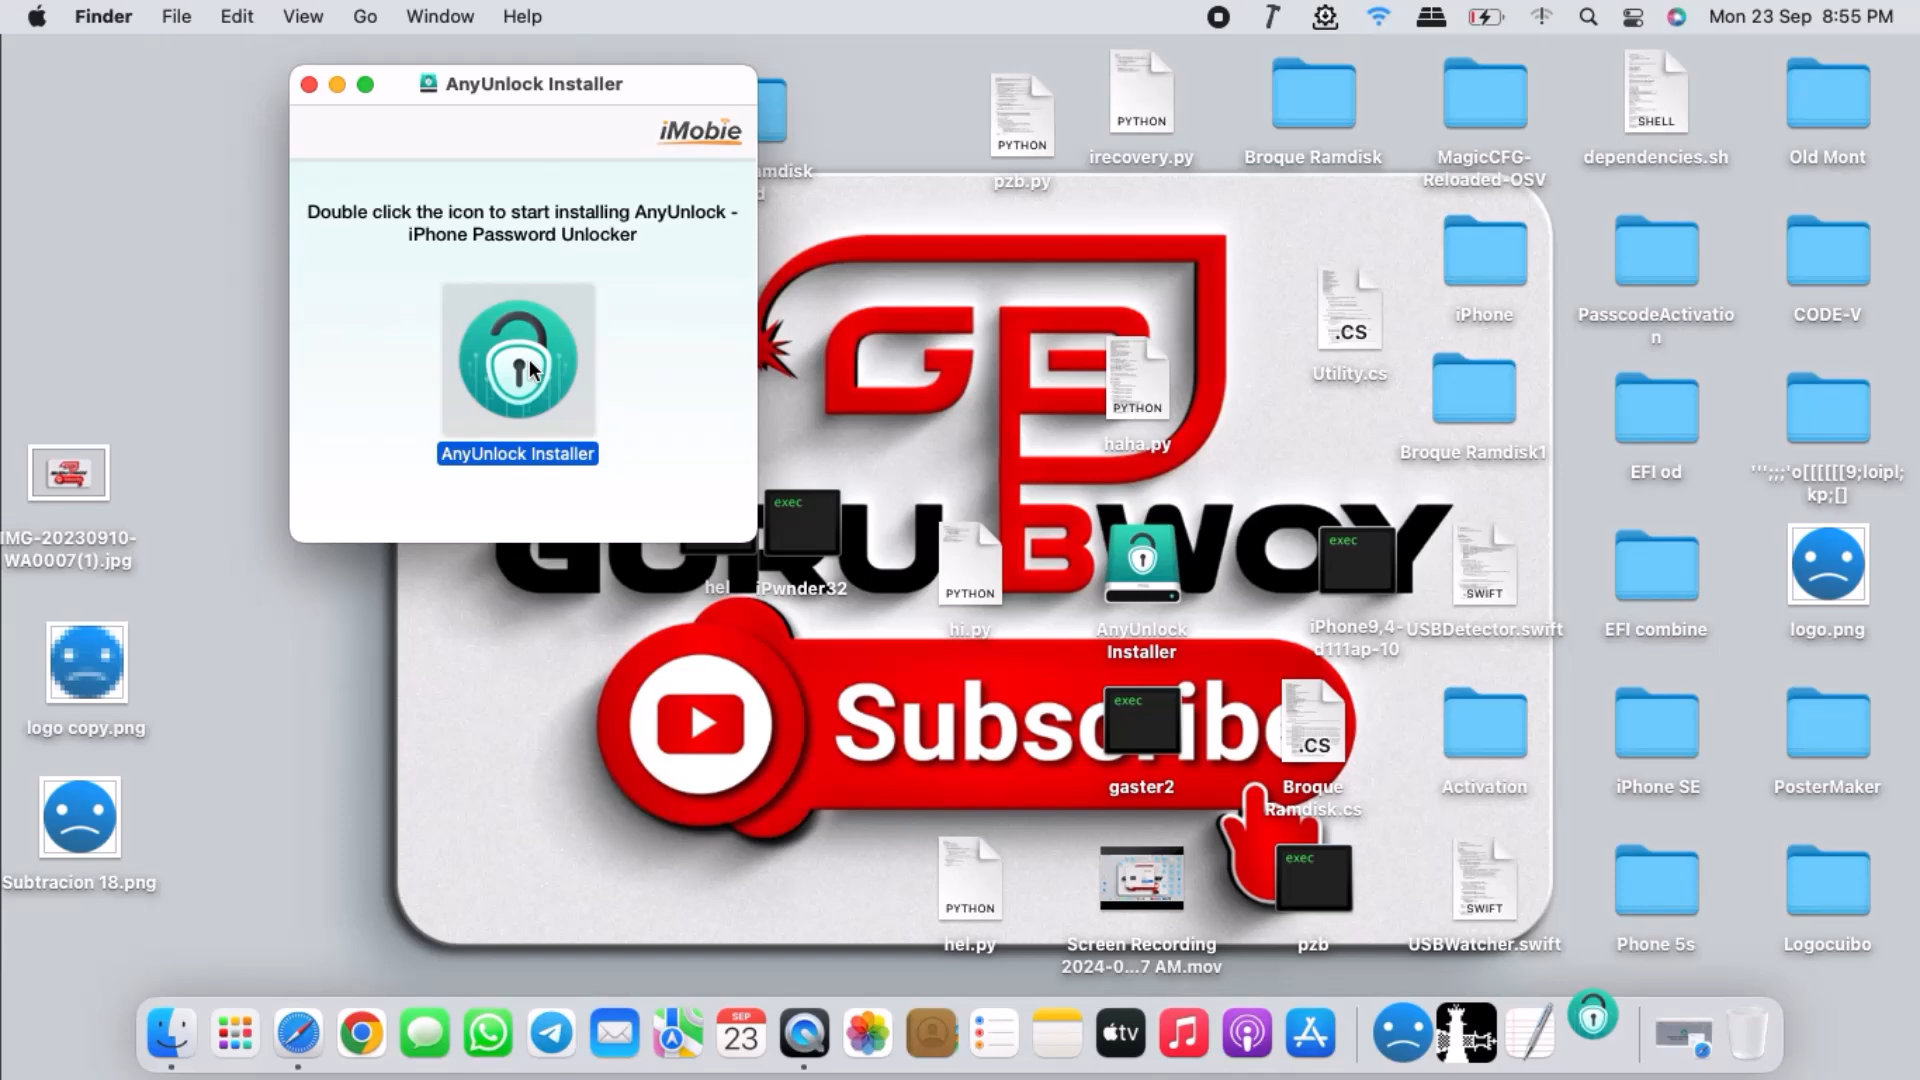 Finder File Edit View Go Window Help
Mon 23 Sep 8:55 PM
AnyUnlock Installer
iMobie
Double click the icon to start installing AnyUnlock -
iPhone Password Unlocker
AnyUnlock Installer
PYTHON
pzb.py
PYTHON
irecovery.py
Broque Ramdisk
MagicCFG-
Reloaded-OSV
SHELL
dependencies.sh
Old Mont
.CS
Utility.cs
iPhone
PasscodeActivatio
n
CODE-V
PYTHON
haha.py
Broque Ramdisk1
EFI od
''';;;'o[[[[[[9;loipl;
kp;[]
IMG-20230910-
WA0007(1).jpg
GB
GURU BWOY
exec
iPwnder32
PYTHON
hi.py
AnyUnlock
Installer
exec
iPhone9,4-
d111ap-10
SWIFT
USBDetector.swift
EFI combine
logo.png
logo copy.png
Subscribe
exec
gaster2
.CS
Broque
Ramdisk.cs
Activation
iPhone SE
PosterMaker
Subtracion 18.png
PYTHON
hel.py
Screen Recording
2024-0...7 AM.mov
exec
pzb
SWIFT
USBWatcher.swift
Phone 5s
Logocuibo
SEP
23
tv